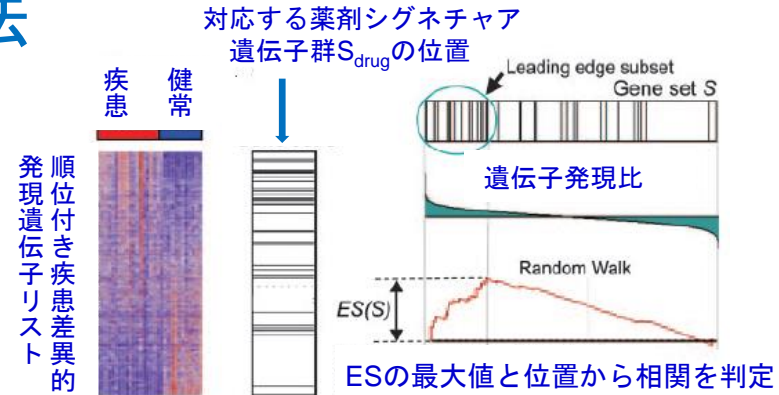 法
対応する薬剤シグネチャア
遺伝子群Sdrugの位置
疾患
健常
順位付き疾患差異的
発現遺伝子リスト
Leading edge subset
Gene set S
遺伝子発現比
Random Walk
ES(S)
ESの最大値と位置から相関を判定